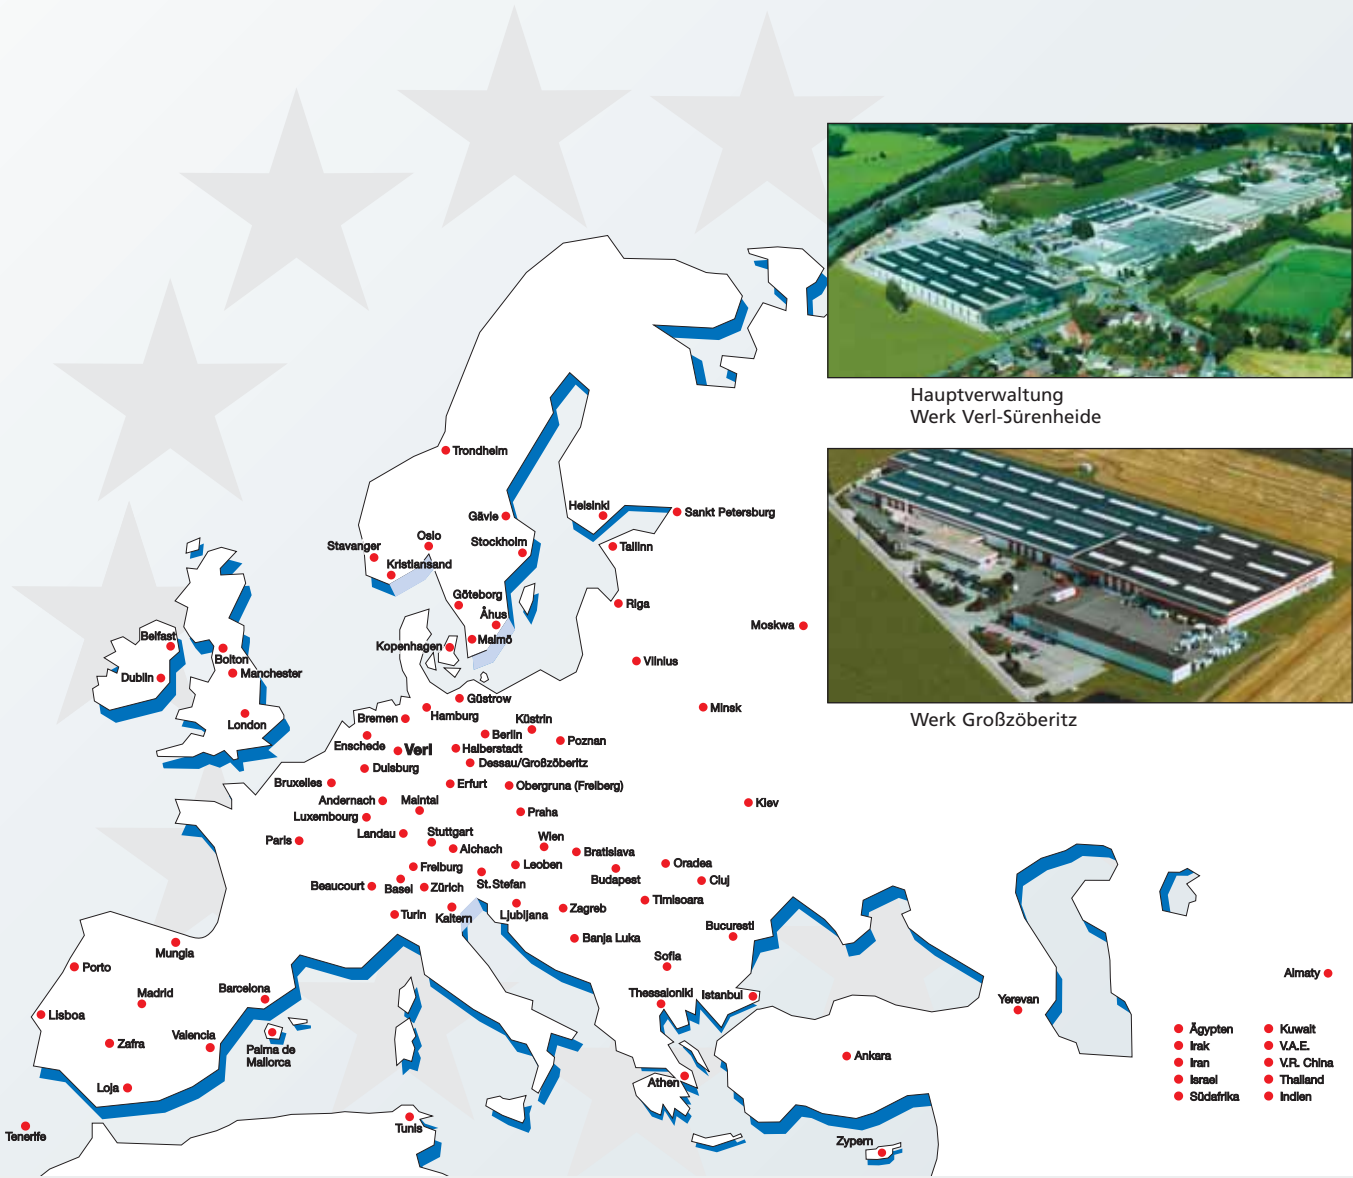 Hauptverwaltung
Werk Verl-Sürenheide
Trondheim
Gävle
Helsinki
Sankt Petersburg
Oslo
Stockholm
Stavanger
Tallinn
Kristiansand
Göteborg
Riga
Åhus
Moskwa
Belfast
Malmö
Kopenhagen
Bolton
Vilnius
Manchester
Dublin
Werk Großzöberitz
Güstrow
Minsk
London
Hamburg
Bremen
Küstrin
Berlin
Poznan
Enschede
Verl
Halberstadt
Dessau/Großzöberitz
Duisburg
Bruxelles
Erfurt
Obergruna (Freiberg)
Andernach
Maintal
Kiev
Luxembourg
Praha
Landau
Stuttgart
Paris
Wien
Aichach
Bratislava
Freiburg
Leoben
Oradea
Beaucourt
Basel
Zürich
St. Stefan
Budapest
Cluj
Timisoara
Turin
Kaltern
Ljubljana
Zagreb
Bucuresti
Banja Luka
Mungia
Sofia
Porto
Almaty
Barcelona
Madrid
Thessaloniki
Istanbul
Yerevan
Lisboa
Valencia
Zafra
Palma de
Mallorca
Ankara
Athen
Loja
Tenerife
Tunis
Zypern
Ägypten
Irak
Iran
Israel
Südafrika
Kuwait
V.A.E.
V.R. China
Thailand
Indien